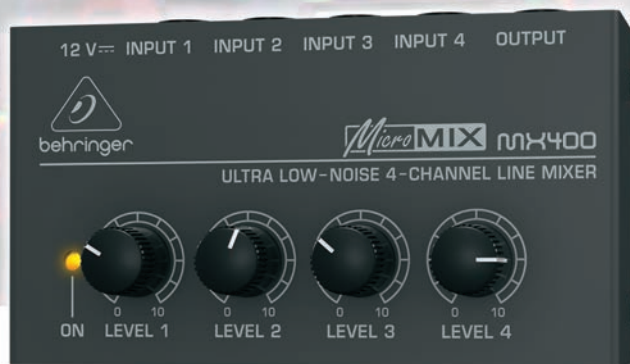 12 V⎓ INPUT 1 INPUT 2 INPUT 3 INPUT 4 OUTPUT
behringer
MicroMIX MX400
ULTRA LOW-NOISE 4-CHANNEL LINE MIXER
0 10 0 10 0 10 0 10
ON LEVEL 1 LEVEL 2 LEVEL 3 LEVEL 4